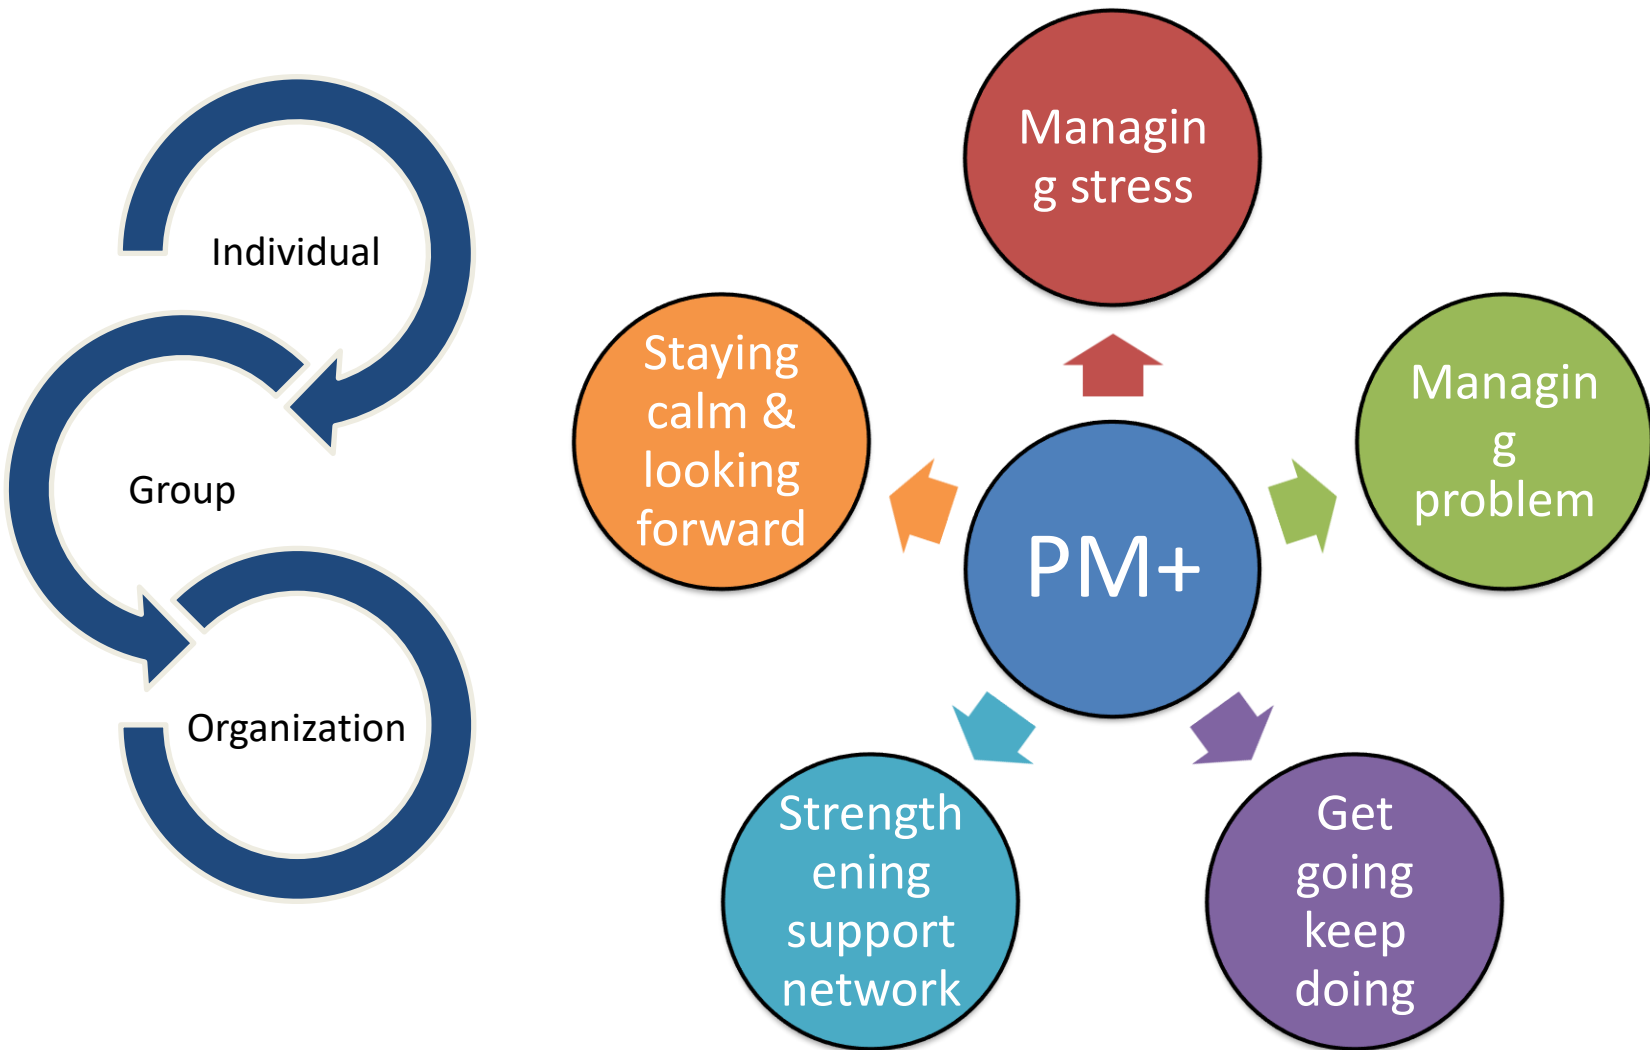 Individual
Group
Organization
Managin
g stress
Managin
g
problem
Get
going
keep
doing
Strength
ening
support
network
Staying
calm &
looking
forward
PM+